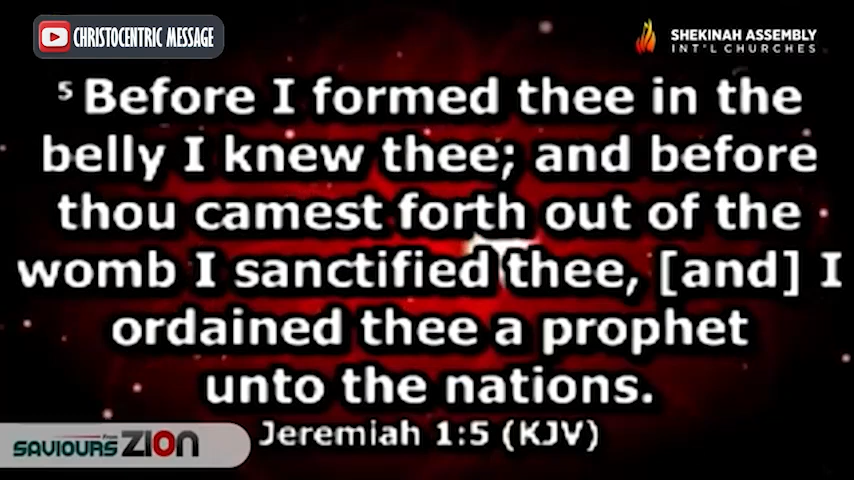 CHRISTOCENTRIC MESSAGE
SHEKINAH ASSEMBLY
INT'L CHURCHES
5 Before I formed thee in the
belly I knew thee; and before
thou camest forth out of the
womb I sanctified thee, [and] I
ordained thee a prophet
unto the nations.
Jeremiah 1:5 (KJV)
From
SAVIOURS ZION